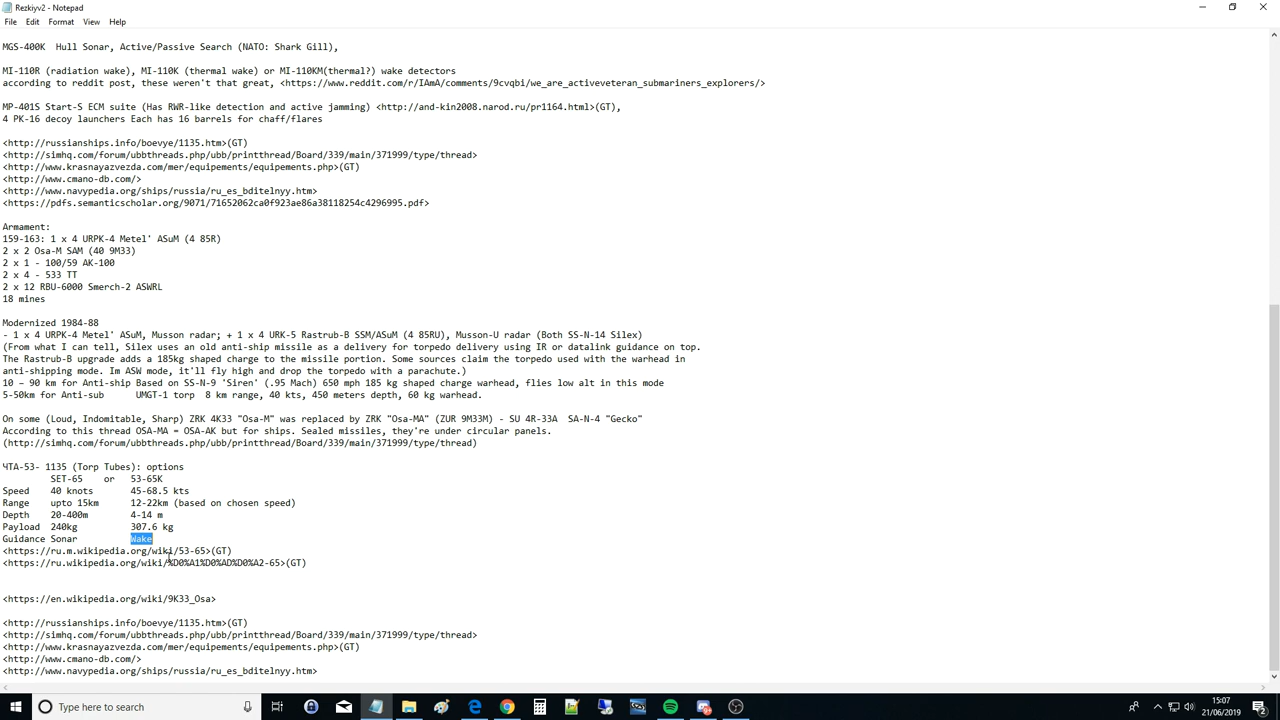 Rezkiyv2 - Notepad
File Edit Format View Help
MGS-400K  Hull Sonar, Active/Passive Search (NATO: Shark Gill),
MI-110R (radiation wake), MI-110K (thermal wake) or MI-110KM(thermal?) wake detectors
according to reddit post, these weren't that great, <https://www.reddit.com/r/IAmA/comments/9cvqbi/we_are_activeveteran_submariners_explorers/>
MP-401S Start-S ECM suite (Has RWR-like detection and active jamming) <http://and-kin2008.narod.ru/pr1164.html>(GT),
4 PK-16 decoy launchers Each has 16 barrels for chaff/flares
<http://russianships.info/boevye/1135.htm>(GT)
<http://simhq.com/forum/ubbthreads.php/ubb/printthread/Board/339/main/371999/type/thread>
<http://www.krasnayazvezda.com/mer/equipements/equipements.php>(GT)
<http://www.cmano-db.com/>
<http://www.navypedia.org/ships/russia/ru_es_bditelnyy.htm>
<https://pdfs.semanticscholar.org/9071/71652062ca0f923ae86a38118254c4296995.pdf>
Armament:
159-163: 1 x 4 URPK-4 Metel' ASuM (4 85R)
2 x 2 Osa-M SAM (40 9M33)
2 x 1 - 100/59 AK-100
2 x 4 - 533 TT
2 x 12 RBU-6000 Smerch-2 ASWRL
18 mines
Modernized 1984-88
- 1 x 4 URPK-4 Metel' ASuM, Musson radar; + 1 x 4 URK-5 Rastrub-B SSM/ASuM (4 85RU), Musson-U radar (Both SS-N-14 Silex)
(From what I can tell, Silex uses an old anti-ship missile as a delivery for torpedo delivery using IR or datalink guidance on top.
The Rastrub-B upgrade adds a 185kg shaped charge to the missile portion. Some sources claim the torpedo used with the warhead in
anti-shipping mode. Im ASW mode, it'll fly high and drop the torpedo with a parachute.)
10 – 90 km for Anti-ship Based on SS-N-9 'Siren' (.95 Mach) 650 mph 185 kg shaped charge warhead, flies low alt in this mode
5-50km for Anti-sub      UMGT-1 torp  8 km range, 40 kts, 450 meters depth, 60 kg warhead.
On some (Loud, Indomitable, Sharp) ZRK 4K33 "Osa-M" was replaced by ZRK "Osa-MA" (ZUR 9M33M) - SU 4R-33A  SA-N-4 "Gecko"
According to this thread OSA-MA = OSA-AK but for ships. Sealed missiles, they're under circular panels.
(http://simhq.com/forum/ubbthreads.php/ubb/printthread/Board/339/main/371999/type/thread)
ЧТА-53- 1135 (Torp Tubes): options
SET-65   or   53-65K
Speed   40 knots   45-68.5 kts
Range   upto 15km   12-22km (based on chosen speed)
Depth   20-400m   4-14 m
Payload   240kg   307.6 kg
Guidance Sonar   Wake
<https://ru.m.wikipedia.org/wiki/53-65>(GT)
<https://ru.wikipedia.org/wiki/%D0%A1%D0%AD%D0%A2-65>(GT)
<https://en.wikipedia.org/wiki/9K33_Osa>
<http://russianships.info/boevye/1135.htm>(GT)
<http://simhq.com/forum/ubbthreads.php/ubb/printthread/Board/339/main/371999/type/thread>
<http://www.krasnayazvezda.com/mer/equipements/equipements.php>(GT)
<http://www.cmano-db.com/>
<http://www.navypedia.org/ships/russia/ru_es_bditelnyy.htm>
Type here to search
15:07
21/06/2019
2